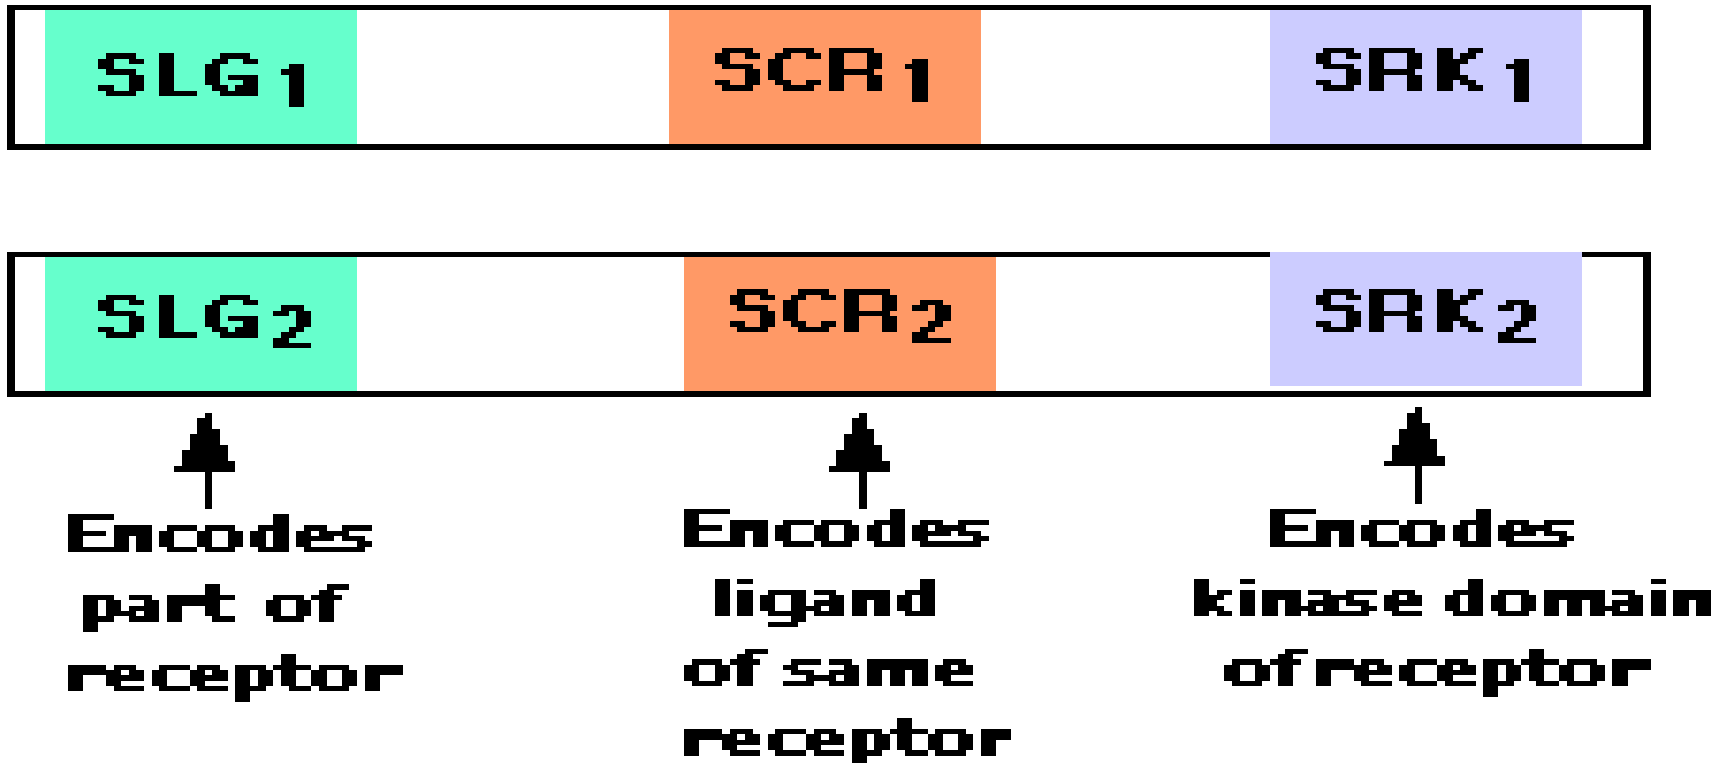 SLG1 SCR1 SRK1
SLG2 SCR2 SRK2
Encodes
part of
receptor
Encodes
ligand
of same
receptor
Encodes
kinase domain
of receptor